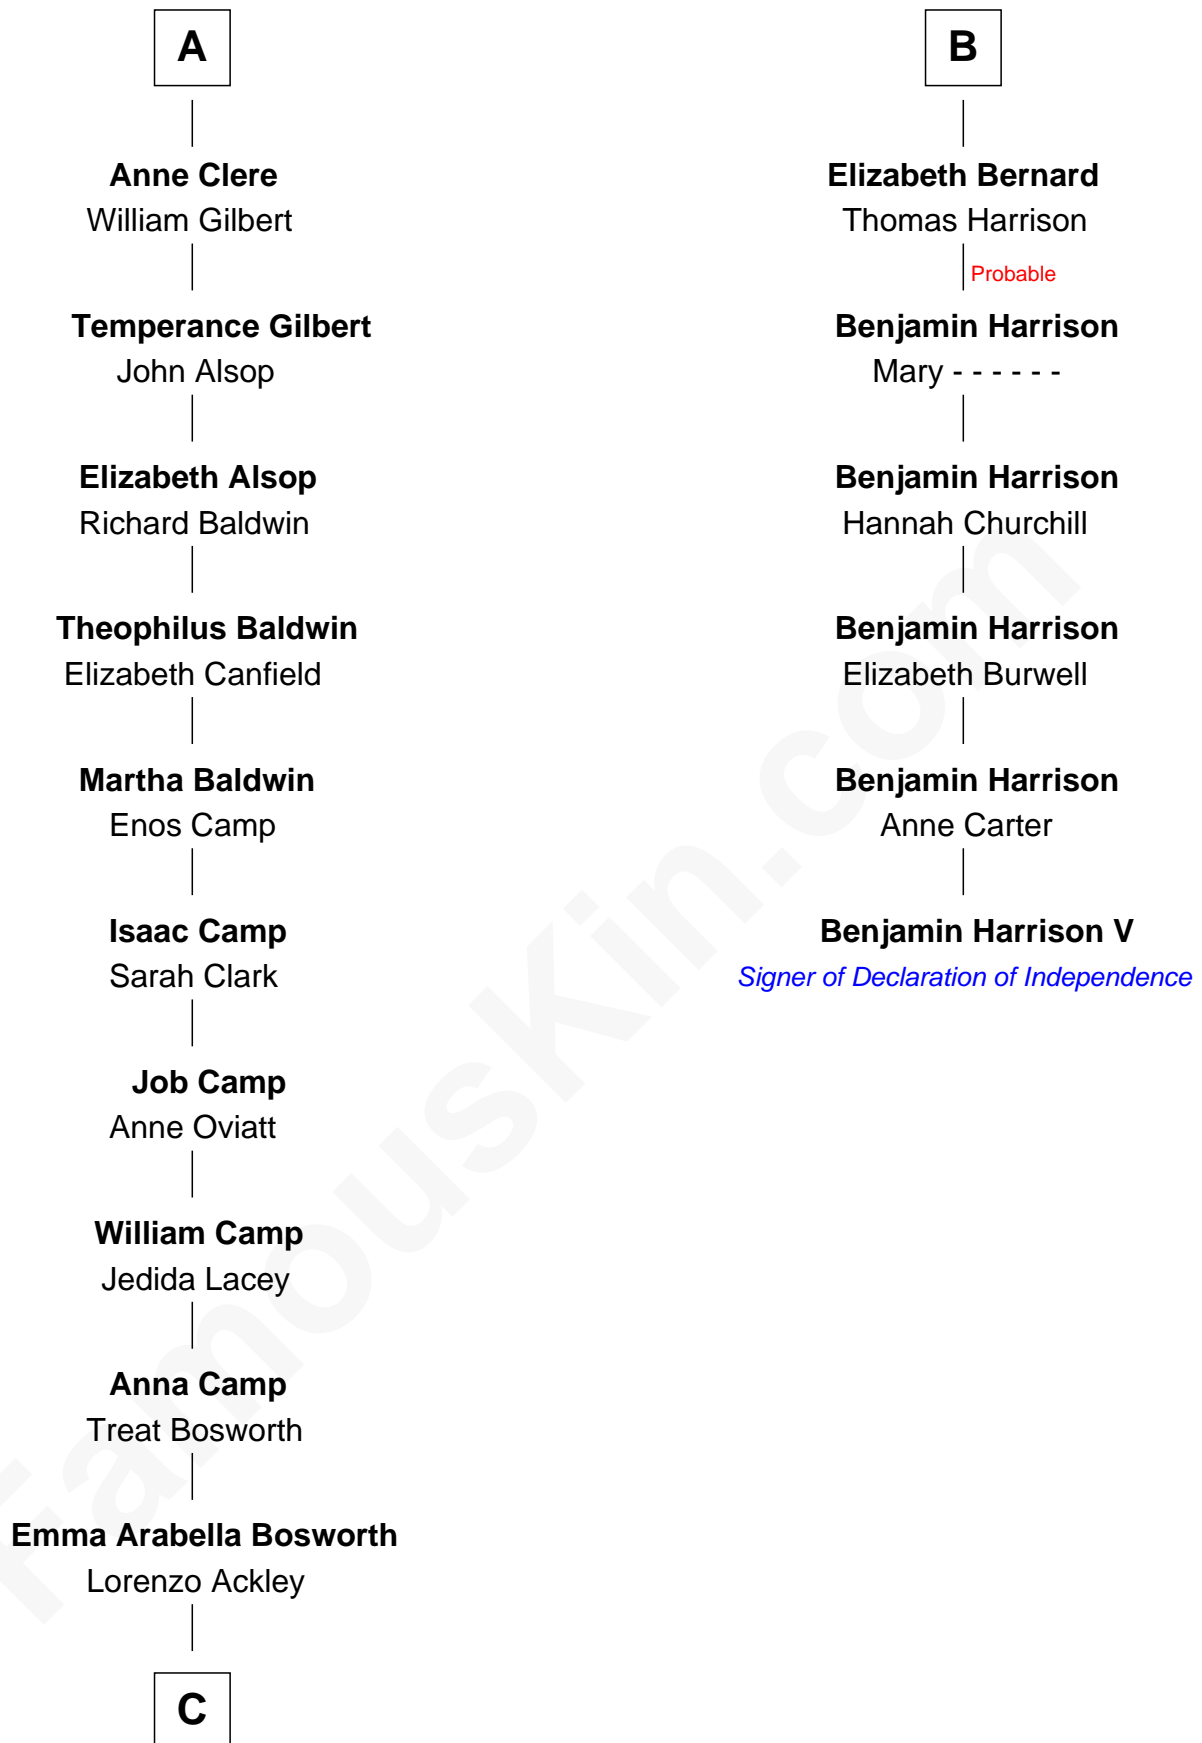 A
Anne Clere
William Gilbert
Temperance Gilbert
John Alsop
Elizabeth Alsop
Richard Baldwin
Theophilus Baldwin
Elizabeth Canfield
Martha Baldwin
Enos Camp
Isaac Camp
Sarah Clark
Job Camp
Anne Oviatt
William Camp
Jedida Lacey
Anna Camp
Treat Bosworth
Emma Arabella Bosworth
Lorenzo Ackley
C
B
Elizabeth Bernard
Thomas Harrison
Probable
Benjamin Harrison
Mary - - - - - -
Benjamin Harrison
Hannah Churchill
Benjamin Harrison
Elizabeth Burwell
Benjamin Harrison
Anne Carter
Benjamin Harrison V
Signer of Declaration of Independence
FamousKin.com